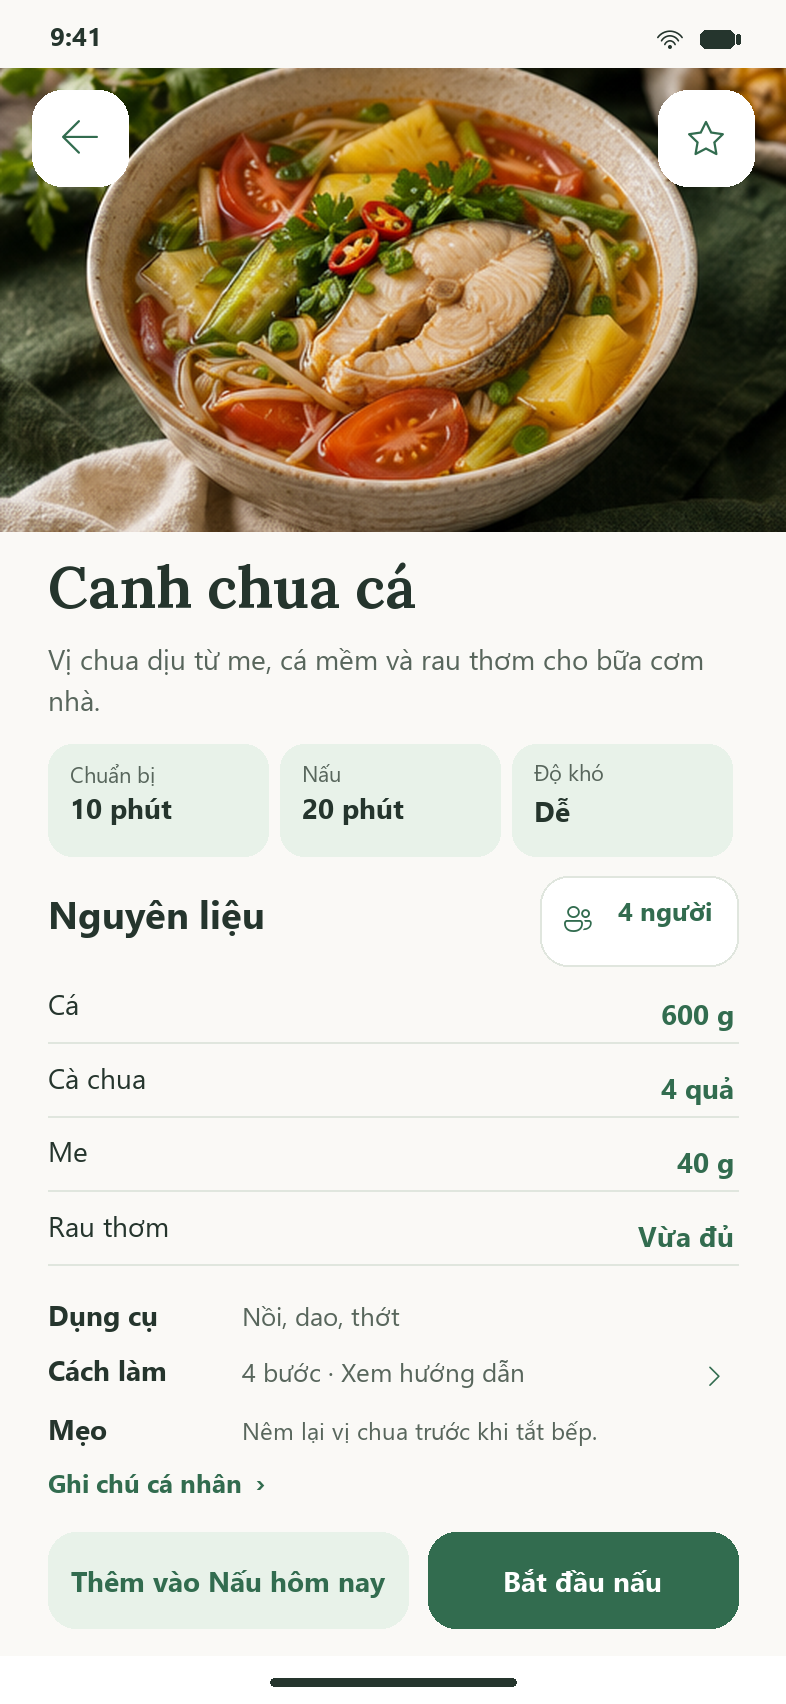 9:41
Canh chua cá
Vị chua dịu từ me, cá mềm và rau thơm cho bữa cơm
nhà.
Chuẩn bị
10 phút
Nấu
20 phút
Độ khó
Dễ
Nguyên liệu
4 người
Cá
600 g
Cà chua
4 quả
Me
40 g
Rau thơm
Vừa đủ
Dụng cụ
Nồi, dao, thớt
Cách làm
4 bước · Xem hướng dẫn
Mẹo
Nêm lại vị chua trước khi tắt bếp.
Ghi chú cá nhân ›
Thêm vào Nấu hôm nay
Bắt đầu nấu